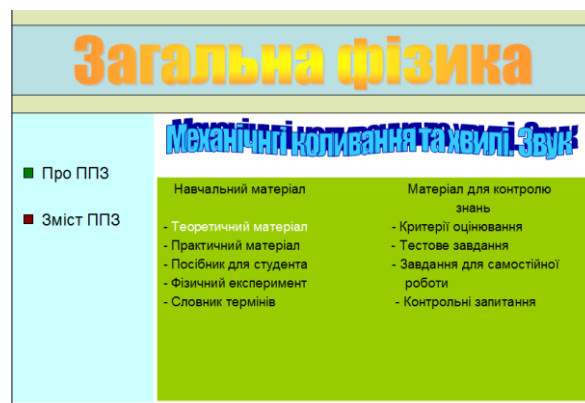 Загальна фізика
Механічнгі коливання та хвилі. Звук
Про ППЗ
Зміст ППЗ
Навчальний матеріал
- Теоретичний матеріал
- Практичний матеріал
- Посібник для студента
- Фізичний експеримент
- Словник термінів
Матеріал для контролю
знань
- Критерії оцінювання
- Тестове завдання
- Завдання для самостійної
роботи
- Контрольні запитання